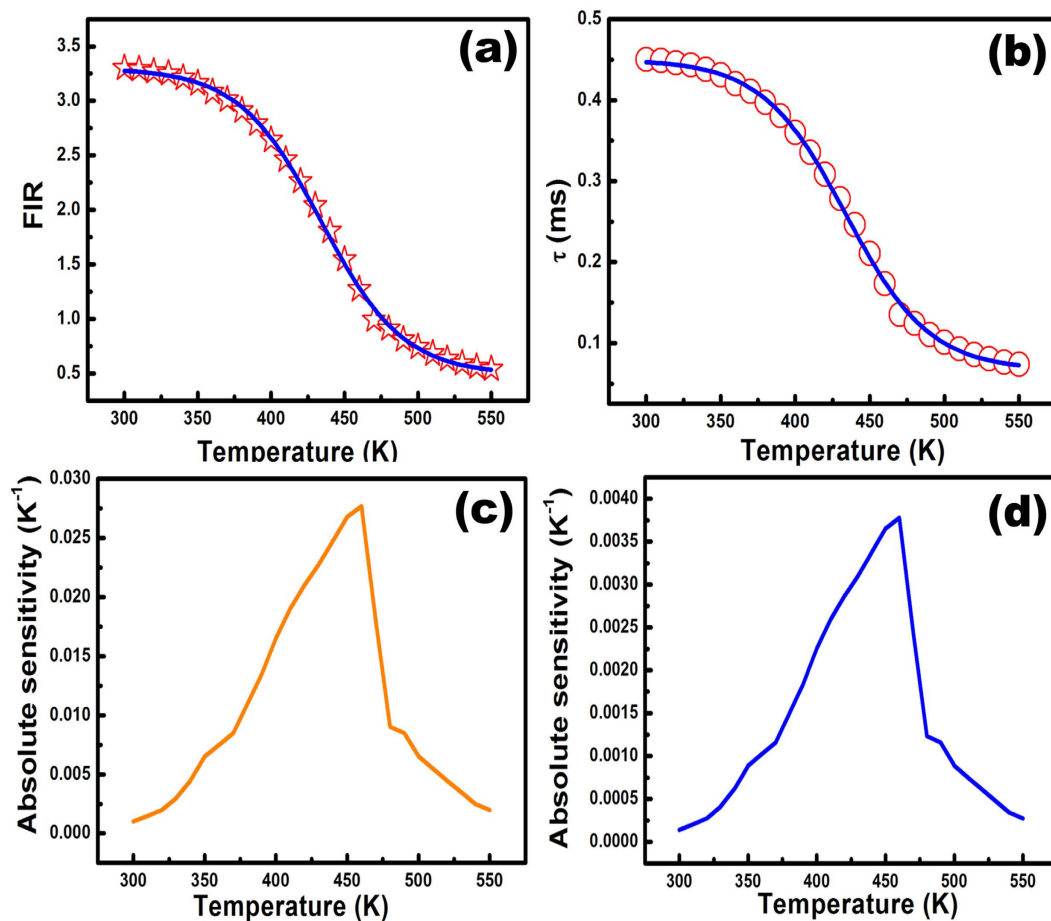 (a)
3.5
3.0
2.5
2.0
1.5
1.0
0.5
FIR
300 350 400 450 500 550
Temperature (K)
(b)
0.5
0.4
0.3
0.2
0.1
τ (ms)
300 350 400 450 500 550
Temperature (K)
(c)
0.030
0.025
0.020
0.015
0.010
0.005
0.000
Absolute sensitivity (K⁻¹)
300 350 400 450 500 550
Temperature (K)
(d)
0.0040
0.0035
0.0030
0.0025
0.0020
0.0015
0.0010
0.0005
0.0000
Absolute sensitivity (K⁻¹)
300 350 400 450 500 550
Temperature (K)